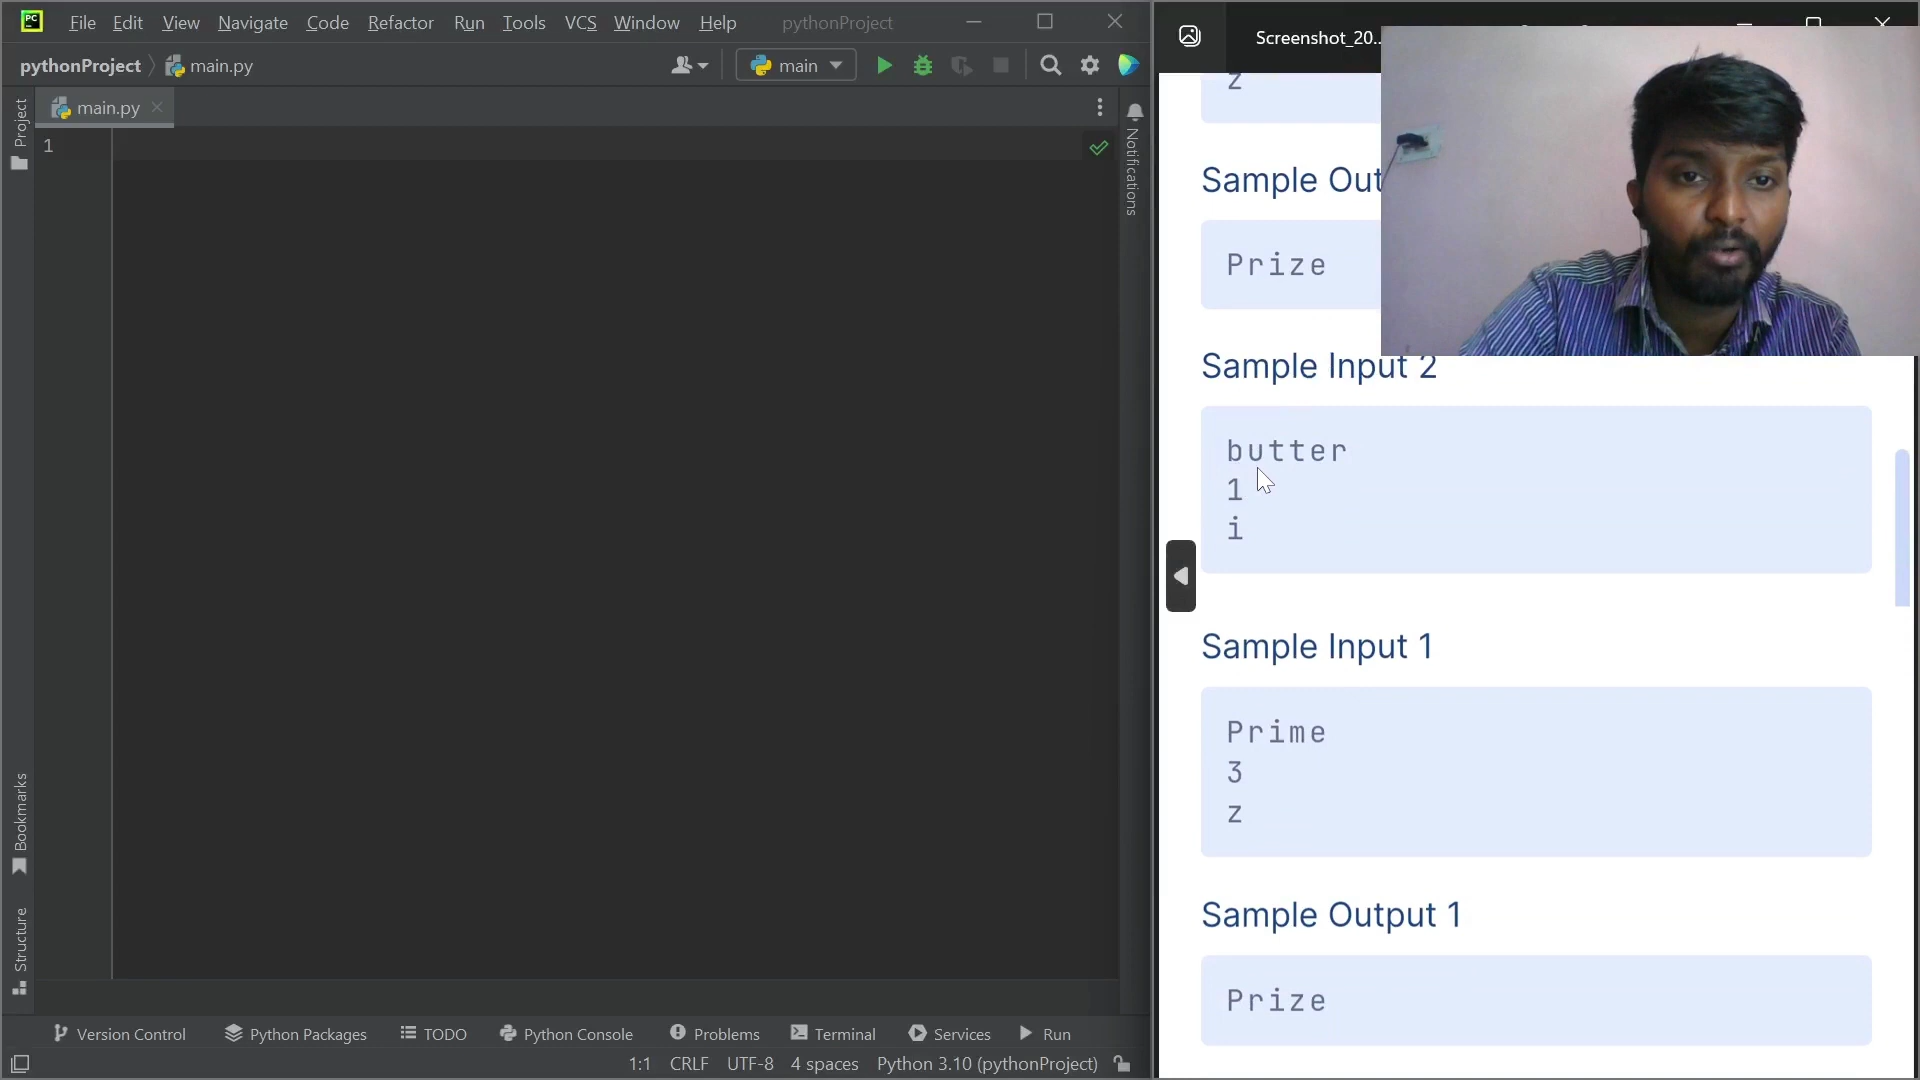 PC
File Edit View Navigate Code Refactor Run Tools VCS Window Help pythonProject
pythonProject main.py
main
main.py
1
Project
Bookmarks
Structure
Notifications
Version Control Python Packages TODO Python Console Problems Terminal Services Run
1:1 CRLF UTF-8 4 spaces Python 3.10 (pythonProject)
Screenshot_20...
z
Sample Out
Prize
Sample Input 2
butter
1
i
Sample Input 1
Prime
3
z
Sample Output 1
Prize